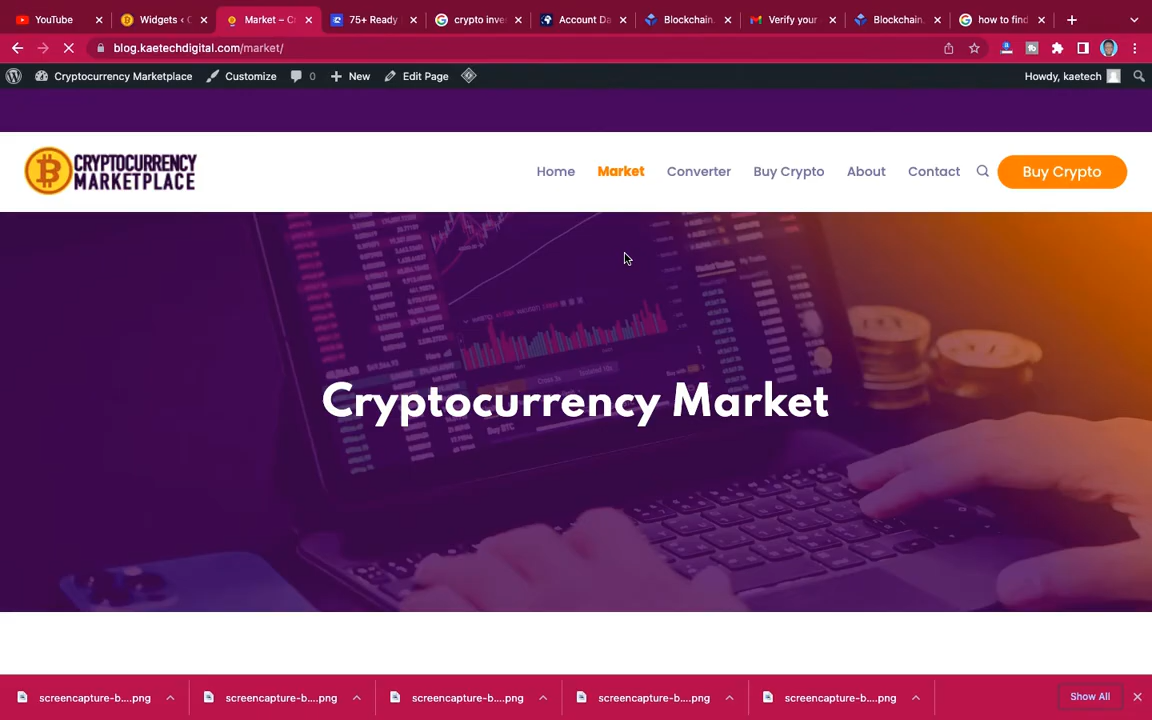 YouTube
Widgets ‹ C
Market – Cr
75+ Ready
crypto inve
Account Da
Blockchain.
Verify your
Blockchain.
how to find
blog.kaetechdigital.com/market/
Cryptocurrency Marketplace
Customize
0
New
Edit Page
Howdy, kaetech
CRYPTOCURRENCY
MARKETPLACE
Home
Market
Converter
Buy Crypto
About
Contact
Buy Crypto
Cryptocurrency Market
Buy BTC
screencapture-b....png
screencapture-b....png
screencapture-b....png
screencapture-b....png
screencapture-b....png
Show All